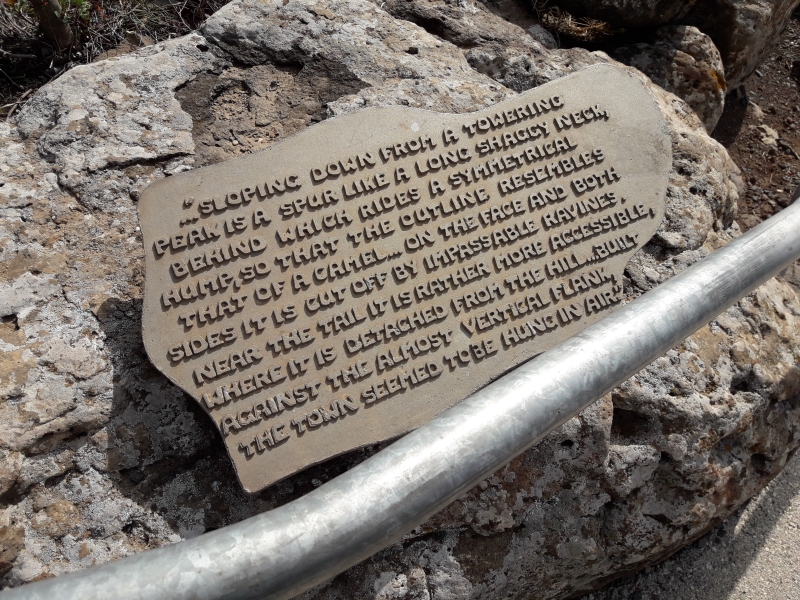 "...SLOPING DOWN FROM A TOWERING
PEAK IS A SPUR LIKE A LONG SHAGGY NECK,
BEHIND WHICH RIDES A SYMMETRICAL
HUMP, SO THAT THE OUTLINE RESEMBLES
THAT OF A CAMEL... ON THE FACE AND BOTH
SIDES IT IS CUT OFF BY IMPASSABLE RAVINES.
NEAR THE TAIL IT IS RATHER MORE ACCESSIBLE,
WHERE IT IS DETACHED FROM THE HILL...BUILT
AGAINST THE ALMOST VERTICAL FLANK,
THE TOWN SEEMED TO BE HUNG IN AIR."